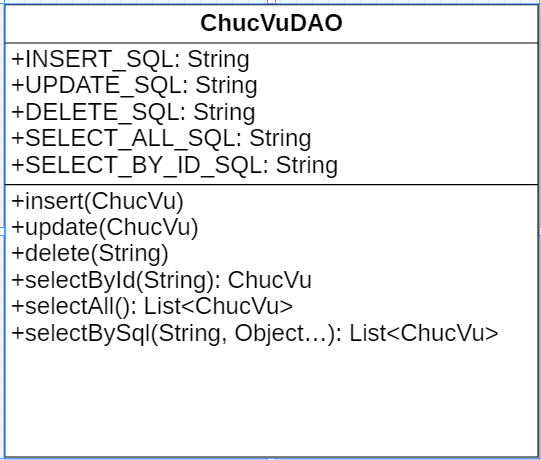 ChucVuDAO
+INSERT_SQL: String
+UPDATE_SQL: String
+DELETE_SQL: String
+SELECT_ALL_SQL: String
+SELECT_BY_ID_SQL: String
+insert(ChucVu)
+update(ChucVu)
+delete(String)
+selectById(String): ChucVu
+selectAll(): List<ChucVu>
+selectBySql(String, Object…): List<ChucVu>